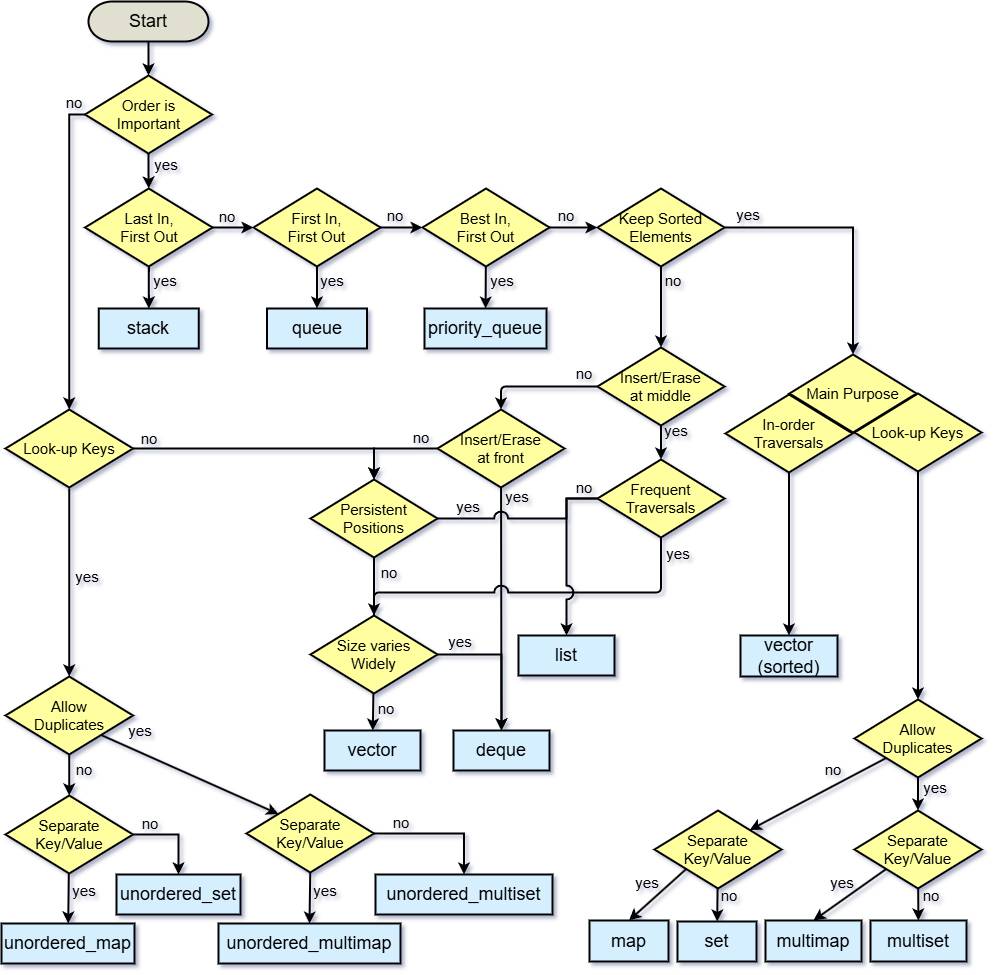 Start
no
Order is
Important
yes
Last In,
First Out
no
First In,
First Out
no
Best In,
First Out
no
Keep Sorted
Elements
yes
yes
yes
yes
no
stack
queue
priority_queue
no
Insert/Erase
at middle
yes
Main Purpose
In-order
Traversals
Look-up Keys
Look-up Keys
no
no
Insert/Erase
at front
yes
Persistent
Positions
yes
no
Frequent
Traversals
yes
no
yes
Size varies
Widely
yes
no
list
vector
(sorted)
vector
deque
Allow
Duplicates
yes
no
Separate
Key/Value
no
yes
unordered_set
unordered_map
Separate
Key/Value
no
yes
unordered_multiset
unordered_multimap
Allow
Duplicates
no
yes
Separate
Key/Value
yes
no
Separate
Key/Value
yes
no
map
set
multimap
multiset